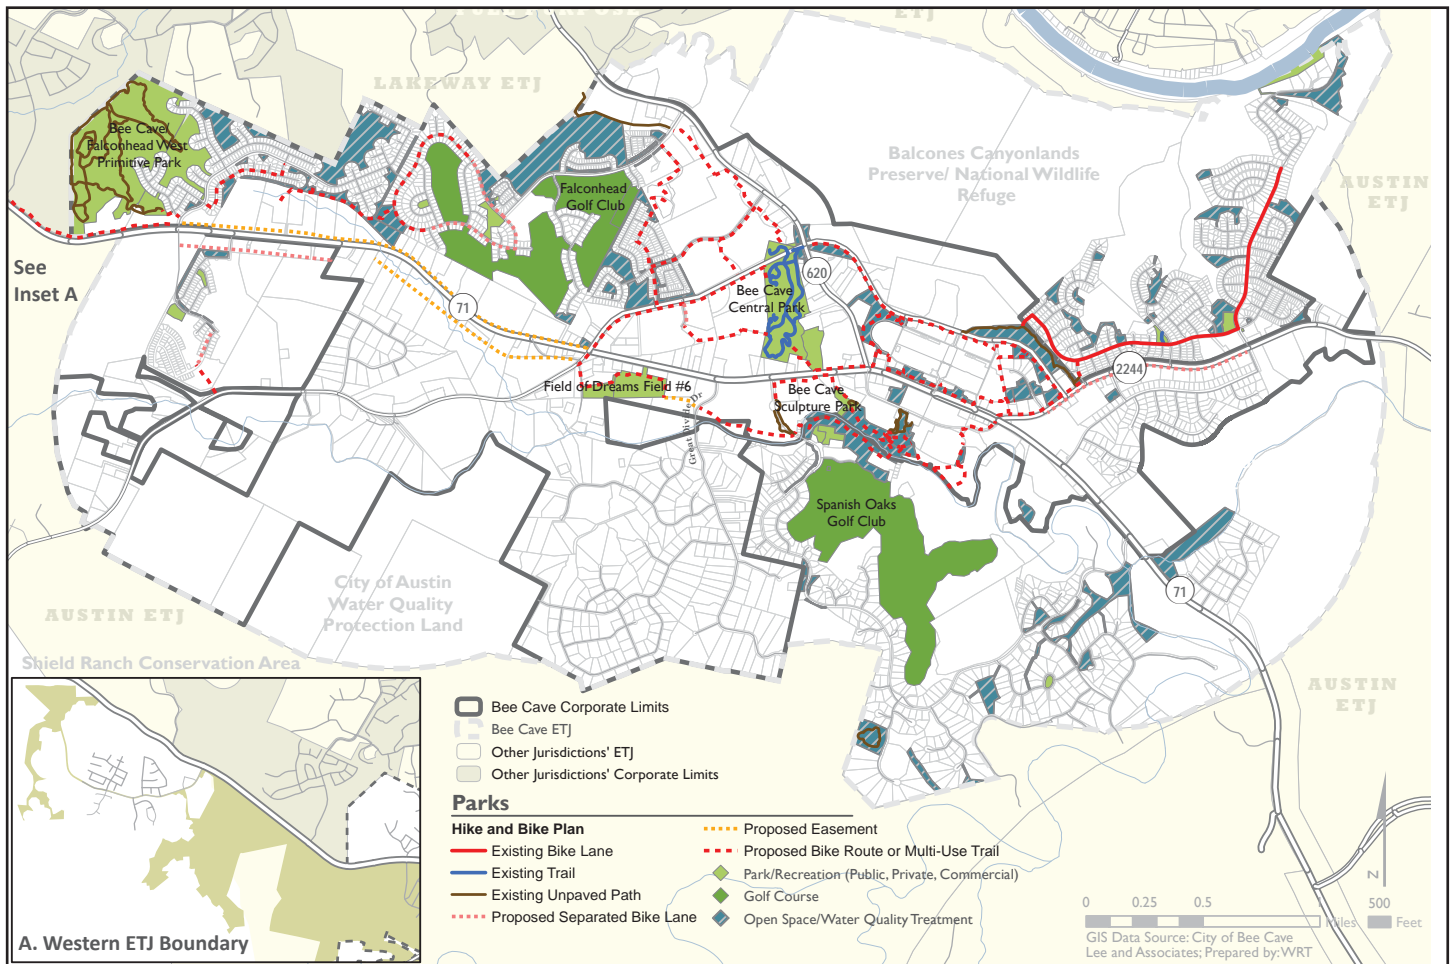 FULL PURPOSE
ETJ
LAKEWAY ETJ
Bee Cave/
Falconhead West
Primitive Park
Balcones Canyonlands
Preserve/ National Wildlife
Refuge
AUSTIN
ETJ
Falconhead
Golf Club
See
Inset A
620
Bee Cave
Central Park
71
2244
Field of Dreams Field #6
Bee Cave
Sculpture Park
Great Divide Dr
Spanish Oaks
Golf Club
City of Austin
Water Quality
Protection Land
71
AUSTIN ETJ
Shield Ranch Conservation Area
AUSTIN
ETJ
A. Western ETJ Boundary
Bee Cave Corporate Limits
Bee Cave ETJ
Other Jurisdictions' ETJ
Other Jurisdictions' Corporate Limits
Parks
Hike and Bike Plan
Existing Bike Lane
Existing Trail
Existing Unpaved Path
Proposed Separated Bike Lane
Proposed Easement
Proposed Bike Route or Multi-Use Trail
Park/Recreation (Public, Private, Commercial)
Golf Course
Open Space/Water Quality Treatment
N
0 0.25 0.5 1 Miles
500 Feet
GIS Data Source: City of Bee Cave
Lee and Associates; Prepared by: WRT